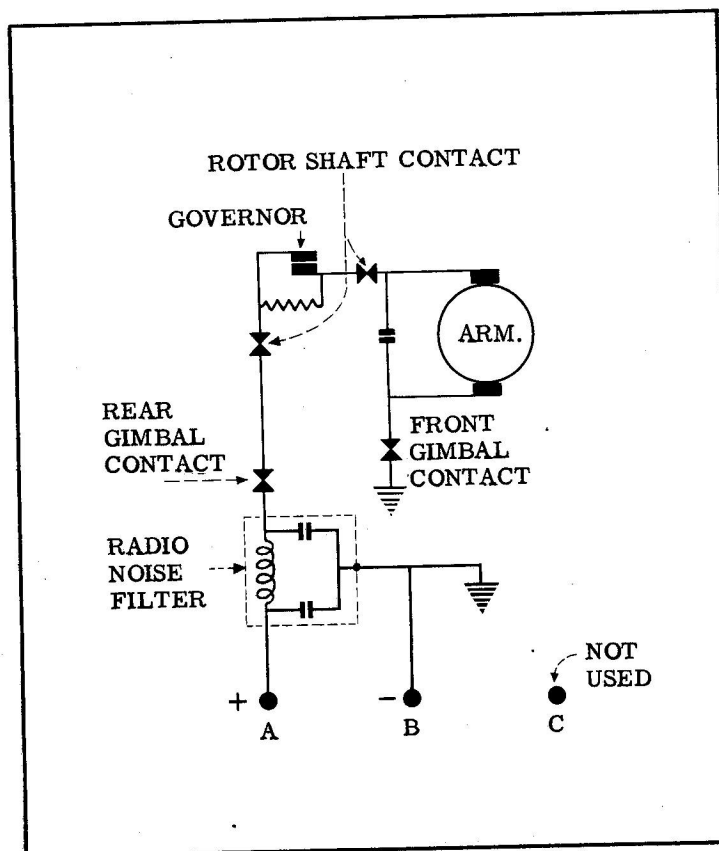 ROTOR SHAFT CONTACT
GOVERNOR
ARM.
REAR
GIMBAL
CONTACT
FRONT
GIMBAL
CONTACT
RADIO
NOISE
FILTER
NOT
USED
+
A
-
B
C